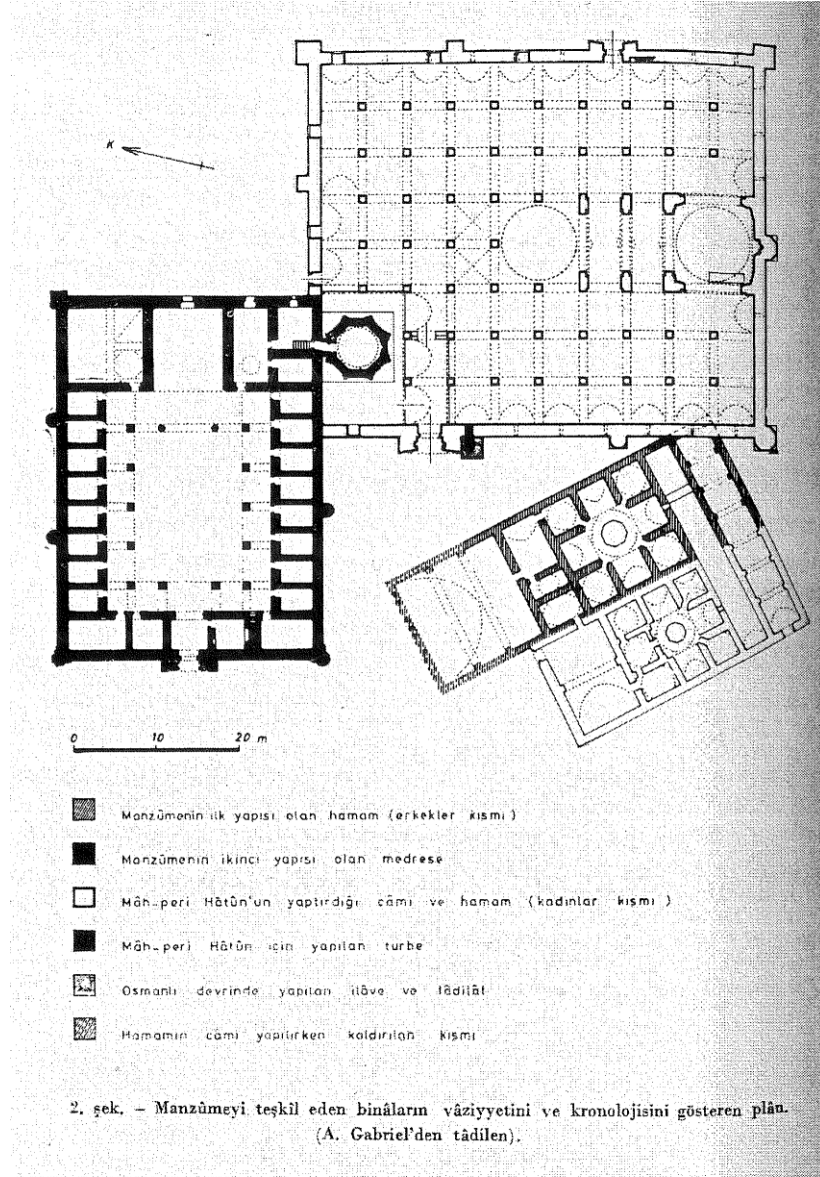 K
0 10 20 m
Manzûmenin ilk yapısı olan hamam (erkekler kısmı)
Manzûmenin ikinci yapısı olan medrese
Mâh-peri Hâtûn'un yaptırdığı câmi ve hamam (kadınlar kısmı)
Mâh-peri Hâtûn için yapılan türbe
Osmanlı devrinde yapılan ilâve ve tâdilât
Hamamın câmi yapılırken kaldırılan kısmı
2. şek. — Manzûmeyi teşkîl eden binâların vâziyyetini ve kronolojisini gösteren plân.
(A. Gabriel'den tâdilen).